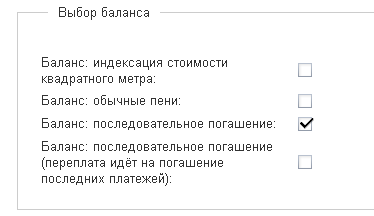 Выбор баланса
Баланс: индексация стоимости
квадратного метра:
Баланс: обычные пени:
Баланс: последовательное погашение:
Баланс: последовательное погашение
(переплата идёт на погашение
последних платежей):